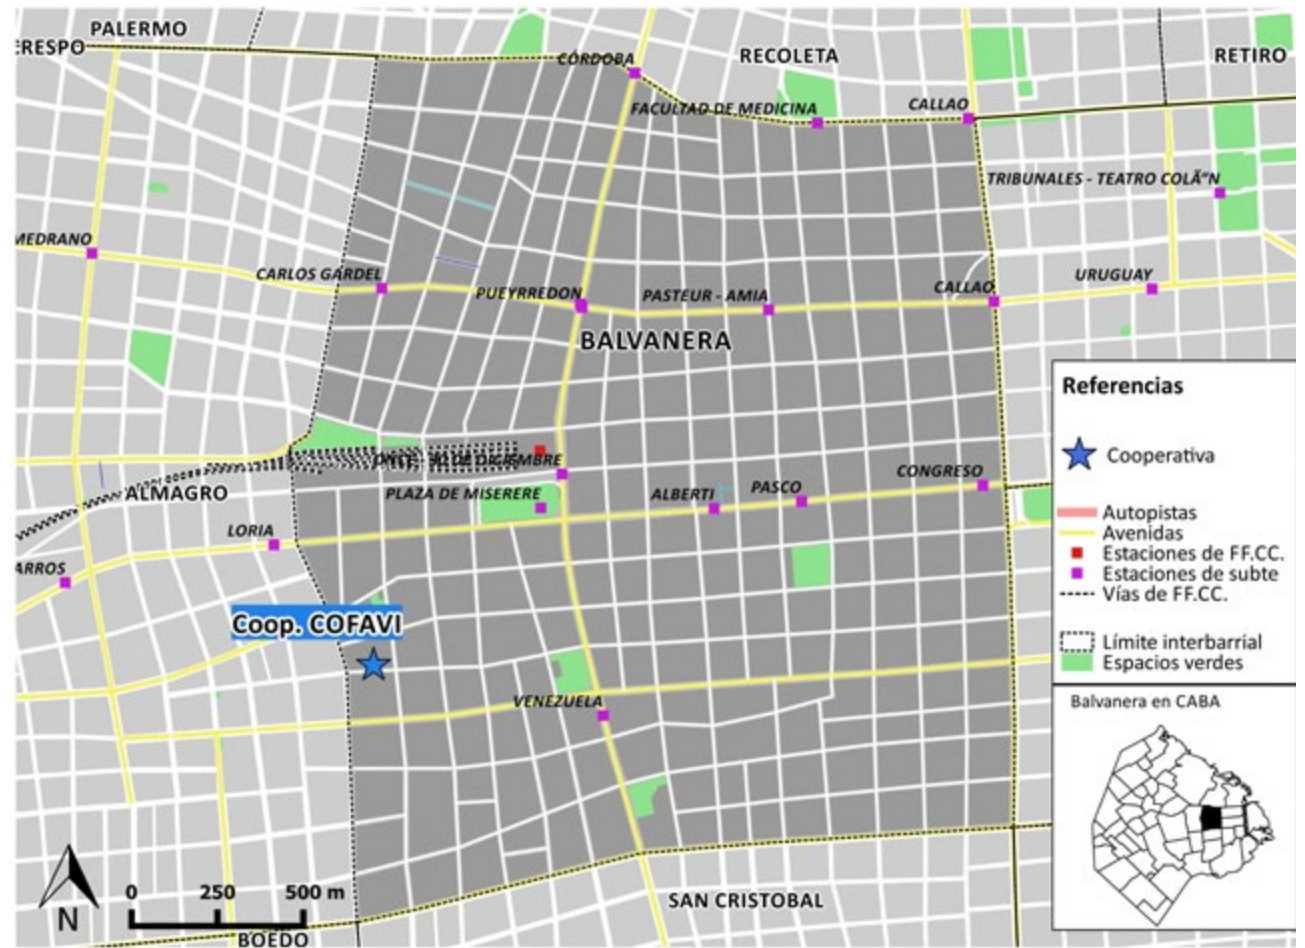 PALERMO
CRESPO
CÓRDOBA
RECOLETA
RETIRO
FACULTAD DE MEDICINA
CALLAO
TRIBUNALES - TEATRO COLÃ"N
MEDRANO
CARLOS GARDEL
PUEYRREDON
PASTEUR - AMIA
CALLAO
URUGUAY
BALVANERA
Referencias
Cooperativa
DICIEMBRE
CONGRESO
ALMAGRO
PLAZA DE MISERERE
ALBERTI
PASCO
LORIA
Autopistas
Avenidas
Estaciones de FF.CC.
Estaciones de subte
Vías de FF.CC.
ARROS
Coop. COFAVI
Límite interbarrial
Espacios verdes
VENEZUELA
Balvanera en CABA
0 250 500 m
N
SAN CRISTOBAL
BOEDO